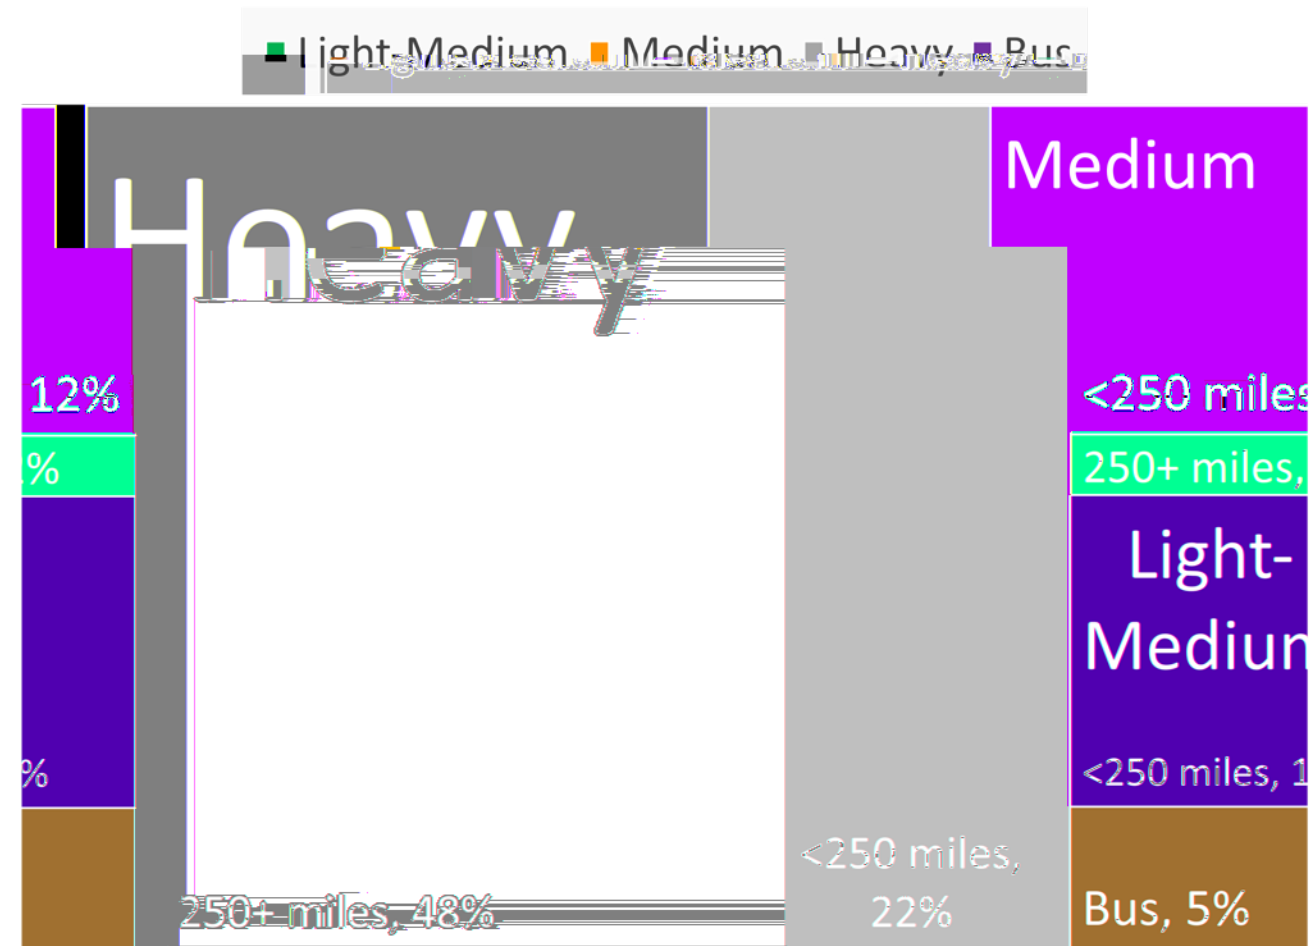 Light-Medium Medium Heavy Bus
Heavy
Medium
12%
<250 miles
%
250+ miles,
Light-
Medium
%
<250 miles, 1
<250 miles,
22%
250+ miles, 48%
Bus, 5%